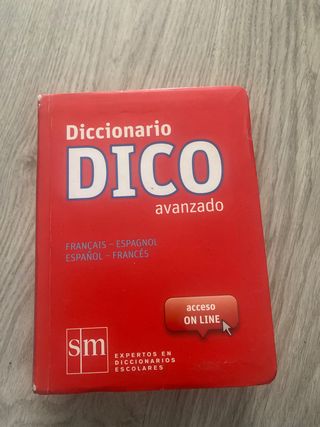 Diccionario
DICO
avanzado
FRANÇAIS – ESPAGNOL
ESPAÑOL – FRANCÉS
acceso
ON LINE
sm
EXPERTOS EN
DICCIONARIOS
ESCOLARES